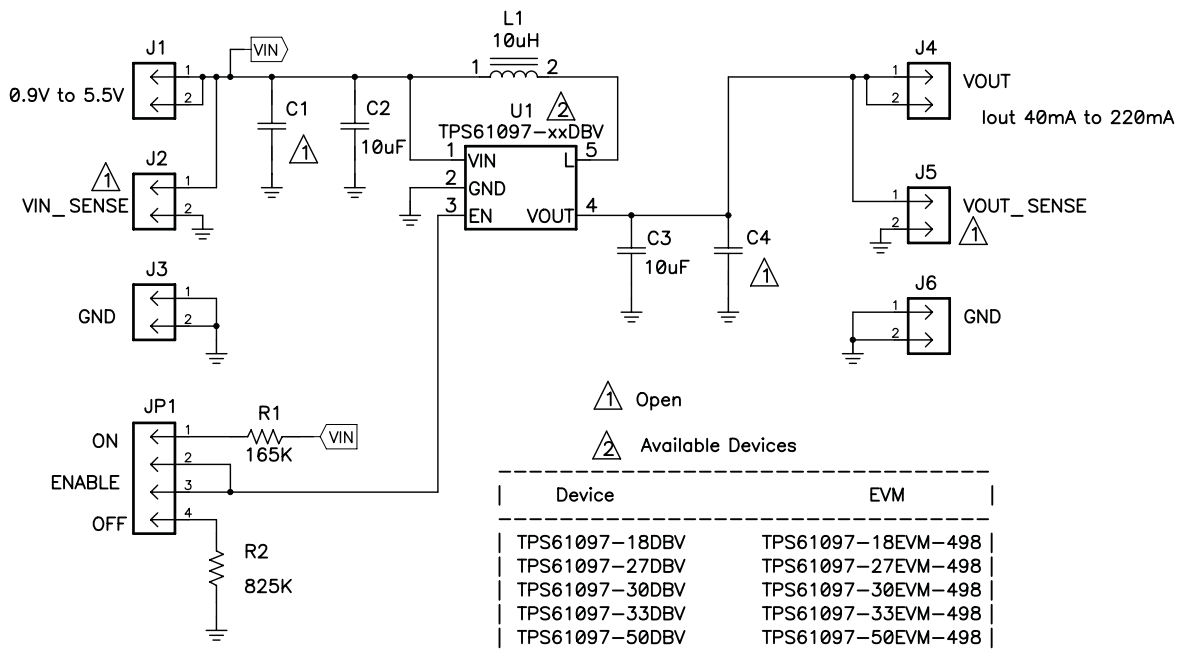 L1
10uH
1 2
J1
1
2
0.9V to 5.5V
VIN
C1
1
C2
10uF
U1
2
TPS61097-xxDBV
1 VIN
2 GND
3 EN
L 5
VOUT 4
J4
1
2
VOUT
Iout 40mA to 220mA
J2
1
1
2
VIN_SENSE
J5
1
2
VOUT_SENSE
1
C3
10uF
C4
1
J3
1
2
GND
J6
1
2
GND
JP1
ON
1
R1
165K
VIN
2
ENABLE
3
OFF
4
R2
825K
1 Open
2 Available Devices
Device EVM
TPS61097-18DBV TPS61097-18EVM-498
TPS61097-27DBV TPS61097-27EVM-498
TPS61097-30DBV TPS61097-30EVM-498
TPS61097-33DBV TPS61097-33EVM-498
TPS61097-50DBV TPS61097-50EVM-498